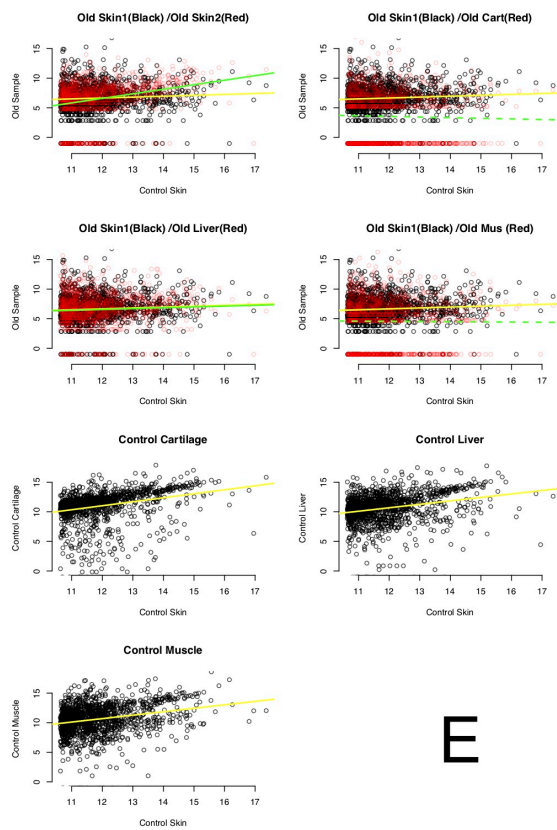 Old Skin1(Black) /Old Skin2(Red)
Old Skin1(Black) /Old Cart(Red)
Old Sample
15
10
5
0
11 12 13 14 15 16 17
Control Skin
Old Sample
15
10
5
0
11 12 13 14 15 16 17
Control Skin
Old Skin1(Black) /Old Liver(Red)
Old Skin1(Black) /Old Mus (Red)
Old Sample
15
10
5
0
11 12 13 14 15 16 17
Control Skin
Old Sample
15
10
5
0
11 12 13 14 15 16 17
Control Skin
Control Cartilage
Control Liver
Control Cartilage
15
10
5
0
11 12 13 14 15 16 17
Control Skin
Control Liver
15
10
5
0
11 12 13 14 15 16 17
Control Skin
Control Muscle
Control Muscle
15
10
5
0
11 12 13 14 15 16 17
Control Skin
E